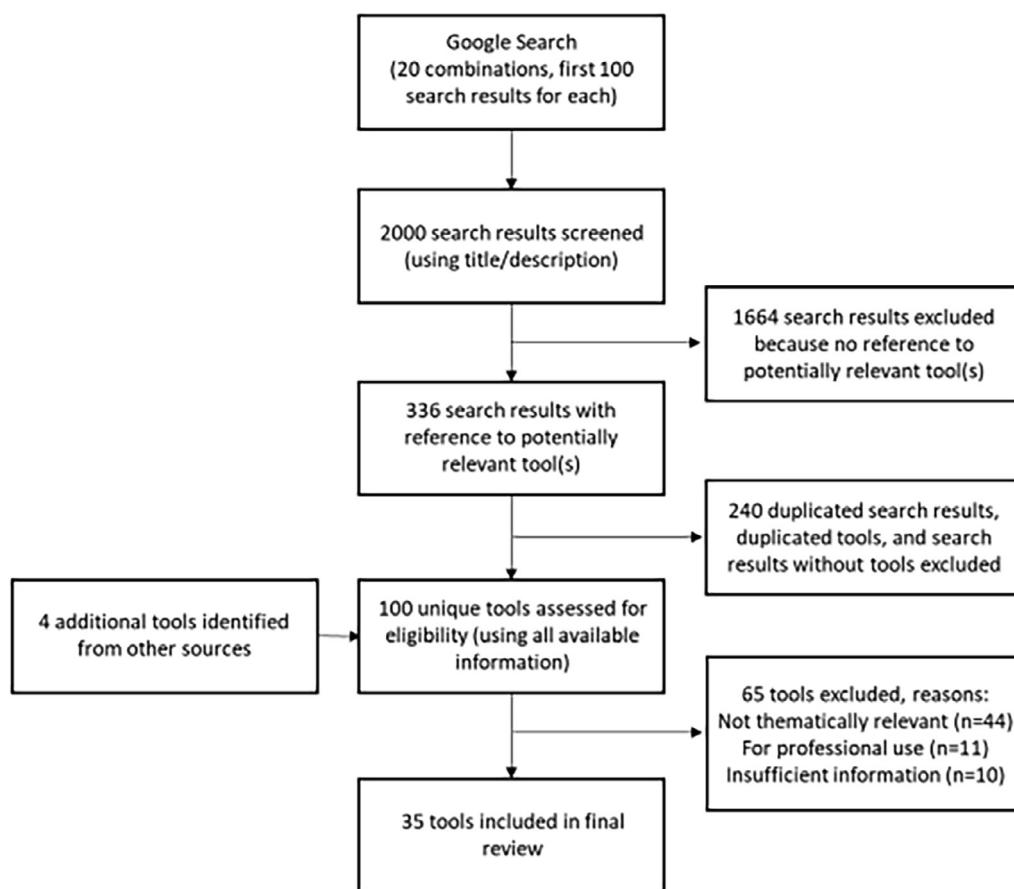 Google Search
(20 combinations, first 100
search results for each)
2000 search results screened
(using title/description)
1664 search results excluded
because no reference to
potentially relevant tool(s)
336 search results with
reference to potentially
relevant tool(s)
240 duplicated search results,
duplicated tools, and search
results without tools excluded
4 additional tools identified
from other sources
100 unique tools assessed for
eligibility (using all available
information)
65 tools excluded, reasons:
Not thematically relevant (n=44)
For professional use (n=11)
Insufficient information (n=10)
35 tools included in final
review